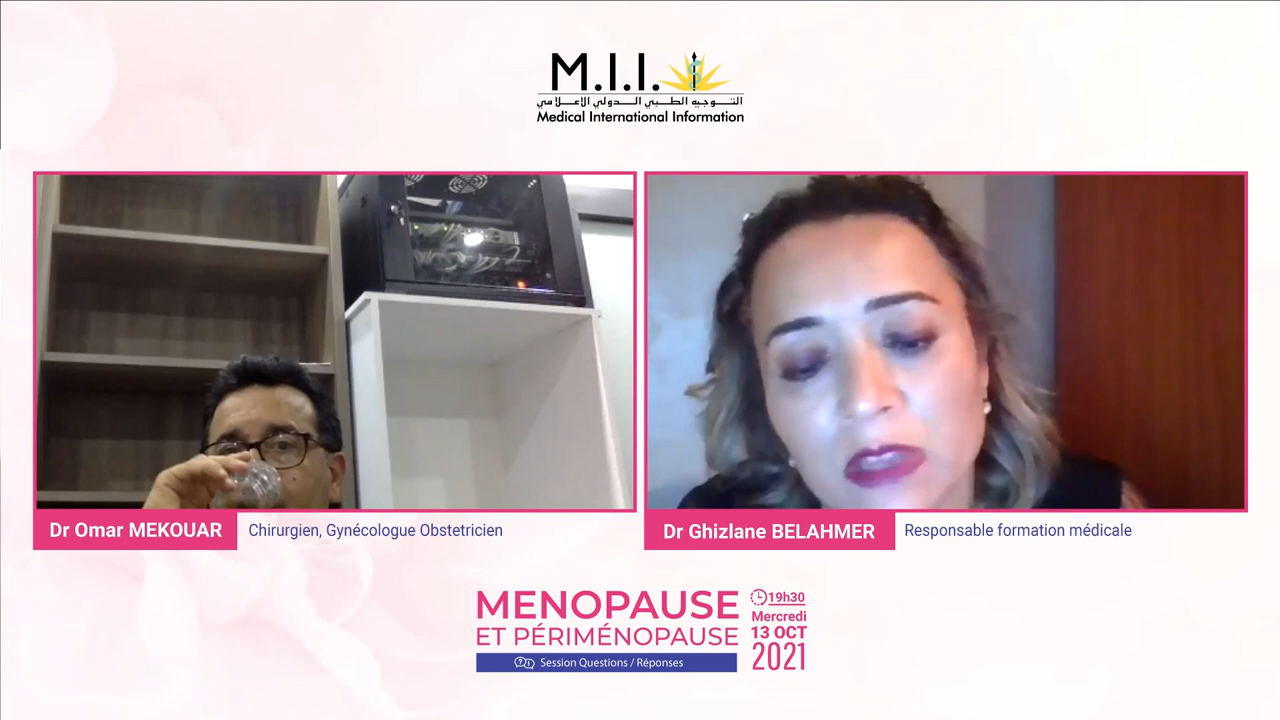 M.I.I.
التوجيه الطبي الدولي الاعلامي
Medical International Information
Dr Omar MEKOUAR
Chirurgien, Gynécologue Obstetricien
Dr Ghizlane BELAHMER
Responsable formation médicale
MENOPAUSE
ET PÉRIMÉNOPAUSE
Session Questions / Réponses
19h30
Mercredi
13 OCT
2021